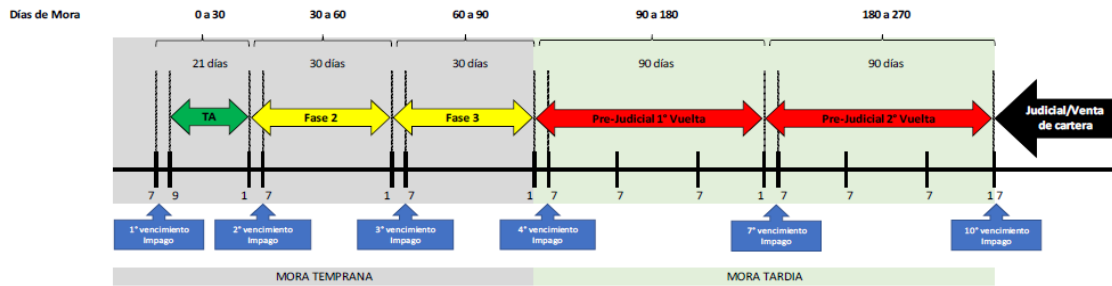 Días de Mora
0 a 30
30 a 60
60 a 90
90 a 180
180 a 270
21 días
30 días
30 días
90 días
90 días
TA
Fase 2
Fase 3
Pre-Judicial 1° Vuelta
Pre-Judicial 2° Vuelta
Judicial/Venta
de cartera
7 9 1 7 1 7 1 7 7 1 7 7 7 1 7
1° vencimiento
Impago
2° vencimiento
Impago
3° vencimiento
Impago
4° vencimiento
Impago
7° vencimiento
Impago
10° vencimiento
Impago
MORA TEMPRANA
MORA TARDIA